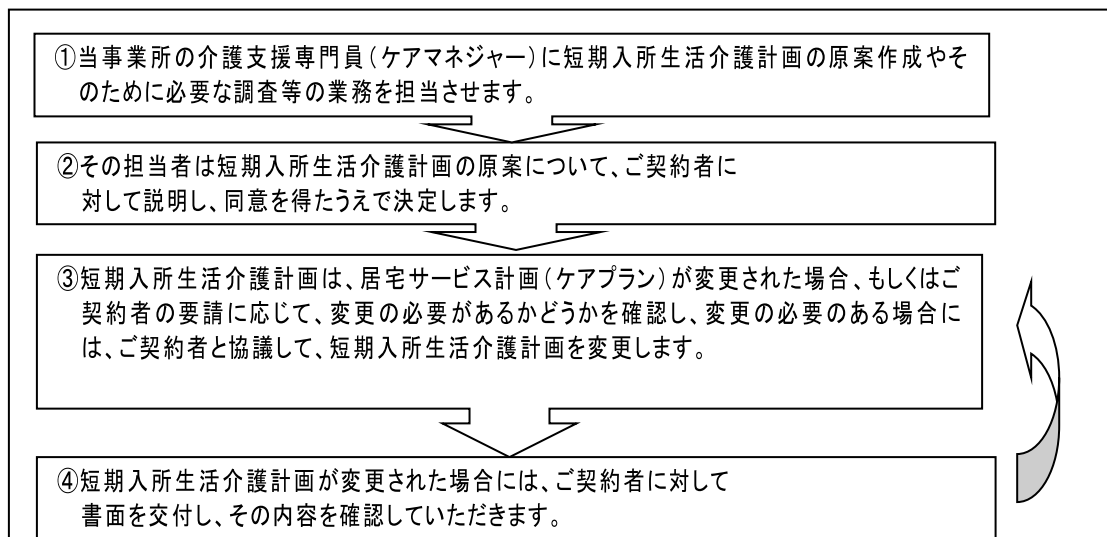 ①当事業所の介護支援専門員（ケアマネジャー）に短期入所生活介護計画の原案作成やそ
のために必要な調査等の業務を担当させます。
②その担当者は短期入所生活介護計画の原案について、ご契約者に
対して説明し、同意を得たうえで決定します。
③短期入所生活介護計画は、居宅サービス計画（ケアプラン）が変更された場合、もしくはご
契約者の要請に応じて、変更の必要があるかどうかを確認し、変更の必要のある場合に
は、ご契約者と協議して、短期入所生活介護計画を変更します。
④短期入所生活介護計画が変更された場合には、ご契約者に対して
書面を交付し、その内容を確認していただきます。